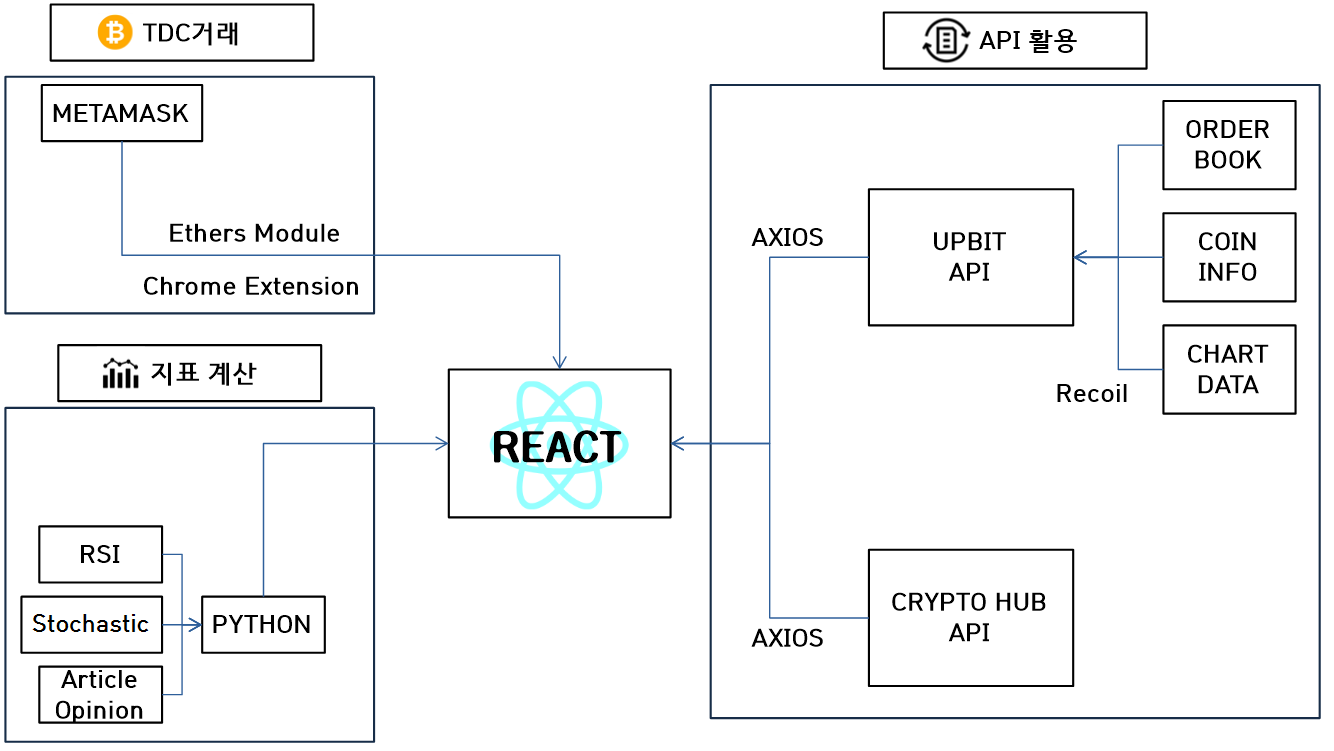 TDC거래
METAMASK
Ethers Module
Chrome Extension
지표 계산
RSI
Stochastic
Article
Opinion
PYTHON
REACT
API 활용
AXIOS
UPBIT
API
ORDER
BOOK
COIN
INFO
CHART
DATA
Recoil
AXIOS
CRYPTO HUB
API